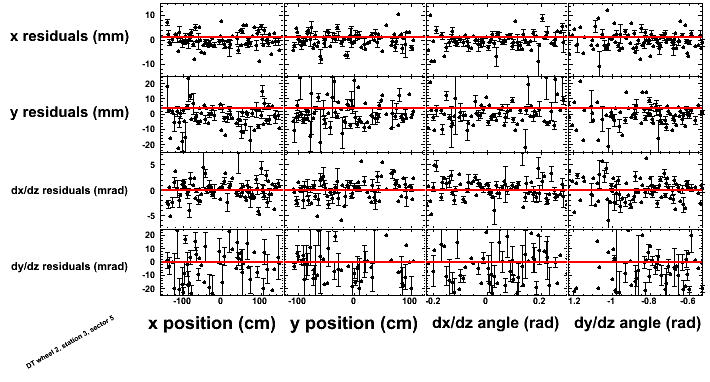 x residuals (mm)
10
0
-10
y residuals (mm)
20
10
0
-10
-20
dx/dz residuals (mrad)
5
0
-5
dy/dz residuals (mrad)
20
10
0
-10
-20
-100 0 100 -100 0 100 -0.2 0 0.2 -1.2 -1 -0.8 -0.6
x position (cm) y position (cm) dx/dz angle (rad) dy/dz angle (rad)
DT wheel 2, station 3, sector 5